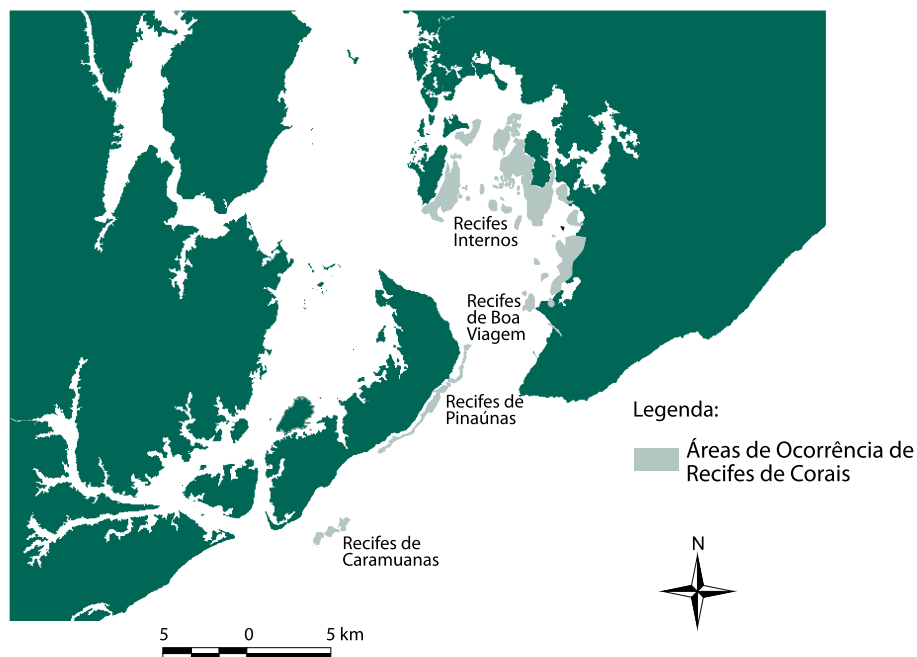 Recifes
Internos
Recifes
de Boa
Viagem
Recifes de
Pinaúnas
Legenda:
Áreas de Ocorrência de
Recifes de Corais
Recifes de
Caramuanas
N
5 0 5 km